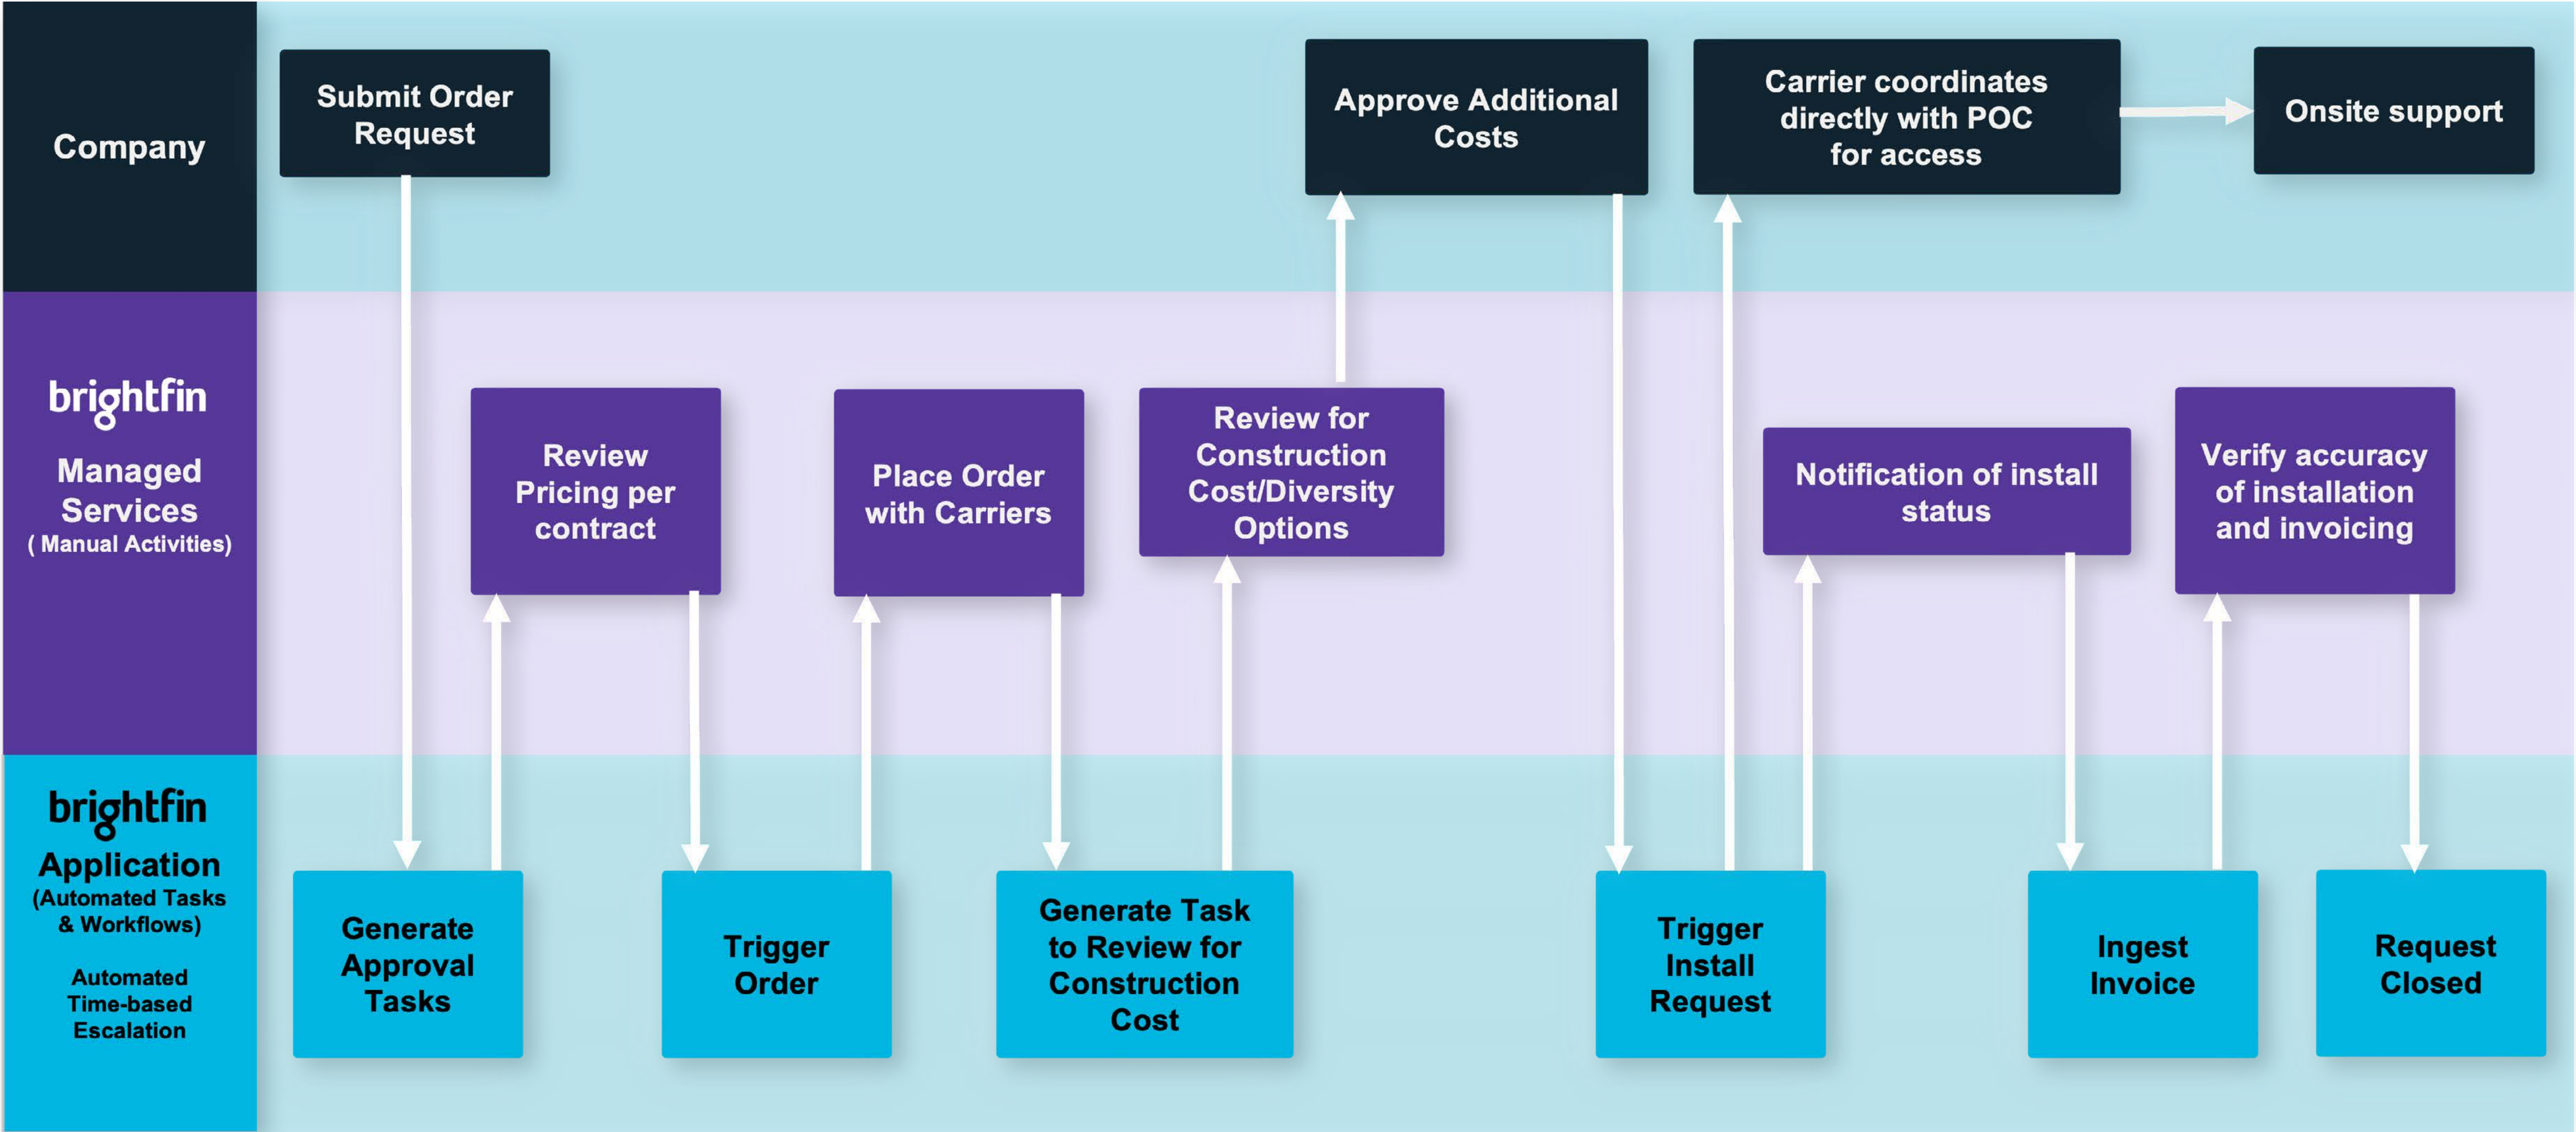 Company
Submit Order
Request
Approve Additional
Costs
Carrier coordinates
directly with POC
for access
Onsite support
brightfin
Managed
Services
( Manual Activities)
Review
Pricing per
contract
Place Order
with Carriers
Review for
Construction
Cost/Diversity
Options
Notification of install
status
Verify accuracy
of installation
and invoicing
brightfin
Application
(Automated Tasks
& Workflows)
Automated
Time-based
Escalation
Generate
Approval
Tasks
Trigger
Order
Generate Task
to Review for
Construction
Cost
Trigger
Install
Request
Ingest
Invoice
Request
Closed